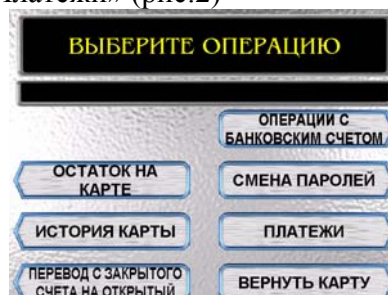 латежи» (рис.2)
ВЫБЕРИТЕ ОПЕРАЦИЮ
ОПЕРАЦИИ С
БАНКОВСКИМ СЧЕТОМ
ОСТАТОК НА
КАРТЕ
СМЕНА ПАРОЛЕЙ
ИСТОРИЯ КАРТЫ
ПЛАТЕЖИ
ПЕРЕВОД С ЗАКРЫТОГО
СЧЕТА НА ОТКРЫТЫЙ
ВЕРНУТЬ КАРТУ